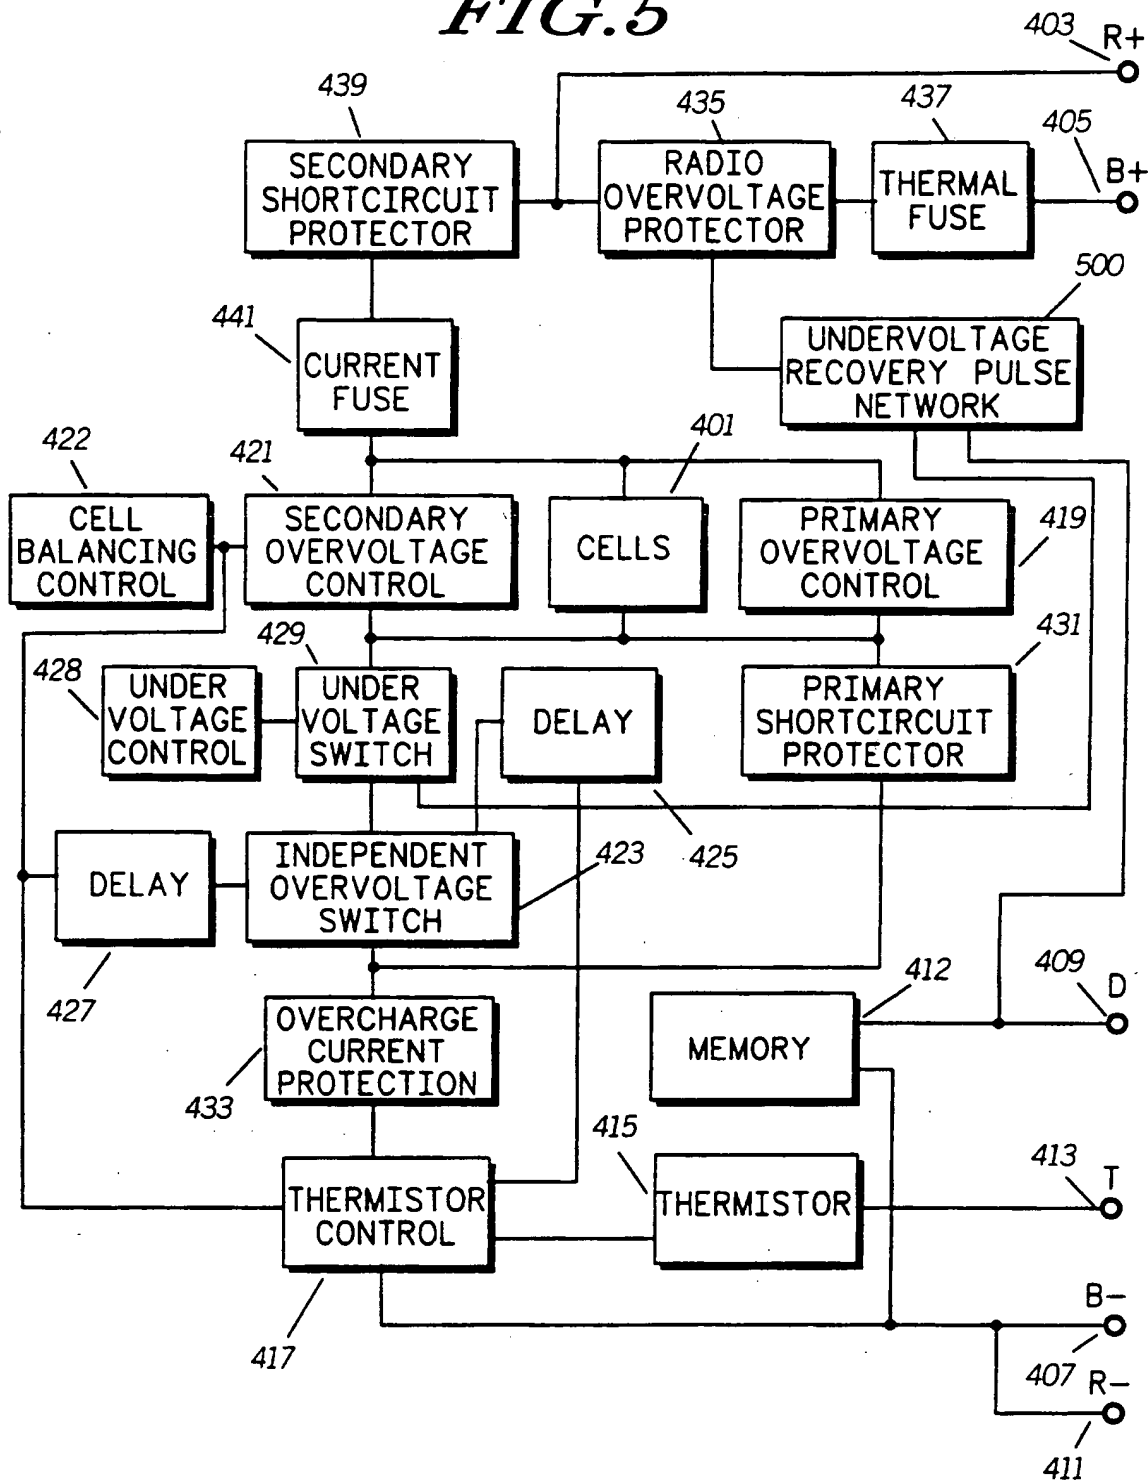 FIG.5
403
R+
439
435
437
405
B+
SECONDARY
SHORTCIRCUIT
PROTECTOR
RADIO
OVERVOLTAGE
PROTECTOR
THERMAL
FUSE
500
441
CURRENT
FUSE
UNDERVOLTAGE
RECOVERY PULSE
NETWORK
422
421
401
CELL
BALANCING
CONTROL
SECONDARY
OVERVOLTAGE
CONTROL
CELLS
PRIMARY
OVERVOLTAGE
CONTROL
419
429
431
428
UNDER
VOLTAGE
CONTROL
UNDER
VOLTAGE
SWITCH
DELAY
PRIMARY
SHORTCIRCUIT
PROTECTOR
DELAY
INDEPENDENT
OVERVOLTAGE
SWITCH
423
425
427
412
409
D
OVERCHARGE
CURRENT
PROTECTION
MEMORY
433
415
413
T
THERMISTOR
CONTROL
THERMISTOR
B-
417
407
R-
411